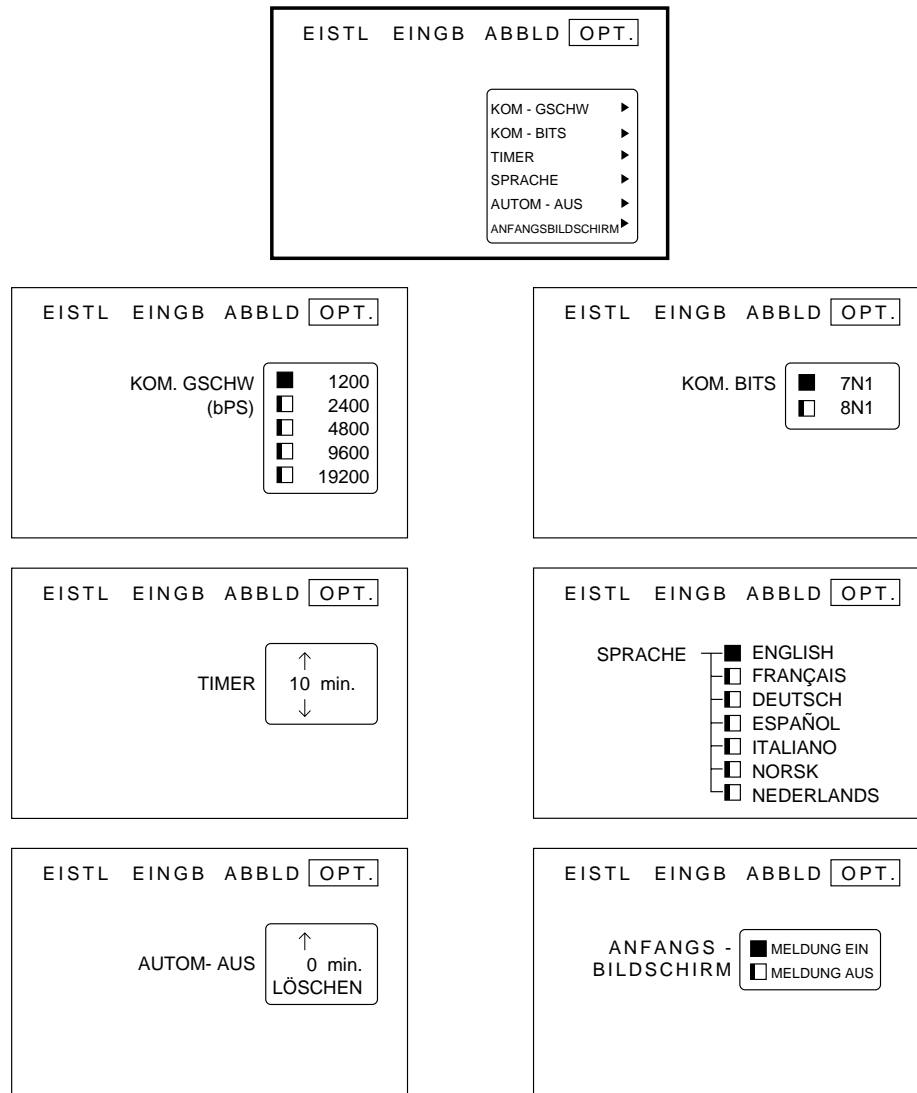 EISTL EINGB ABBLD OPT.
KOM - GSCHW
KOM - BITS
TIMER
SPRACHE
AUTOM - AUS
ANFANGSBILDSCHIRM
EISTL EINGB ABBLD OPT.
KOM. GSCHW 1200
(bPS) 2400
4800
9600
19200
EISTL EINGB ABBLD OPT.
KOM. BITS 7N1
8N1
EISTL EINGB ABBLD OPT.
TIMER 10 min.
EISTL EINGB ABBLD OPT.
SPRACHE ENGLISH
FRANÇAIS
DEUTSCH
ESPAÑOL
ITALIANO
NORSK
NEDERLANDS
EISTL EINGB ABBLD OPT.
AUTOM- AUS 0 min.
LÖSCHEN
EISTL EINGB ABBLD OPT.
ANFANGS - MELDUNG EIN
BILDSCHIRM MELDUNG AUS